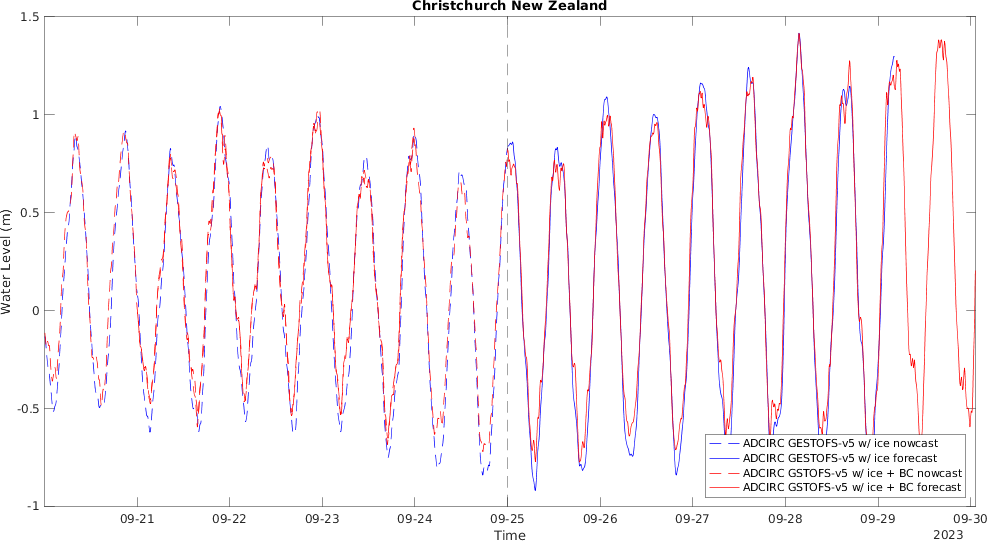 Christchurch New Zealand
Water Level (m)
1.5
1
0.5
0
-0.5
-1
ADCIRC GESTOFS-v5 w/ ice nowcast
ADCIRC GESTOFS-v5 w/ ice forecast
ADCIRC GSTOFS-v5 w/ ice + BC nowcast
ADCIRC GSTOFS-v5 w/ ice + BC forecast
09-21 09-22 09-23 09-24 09-25 09-26 09-27 09-28 09-29 09-30
Time
2023